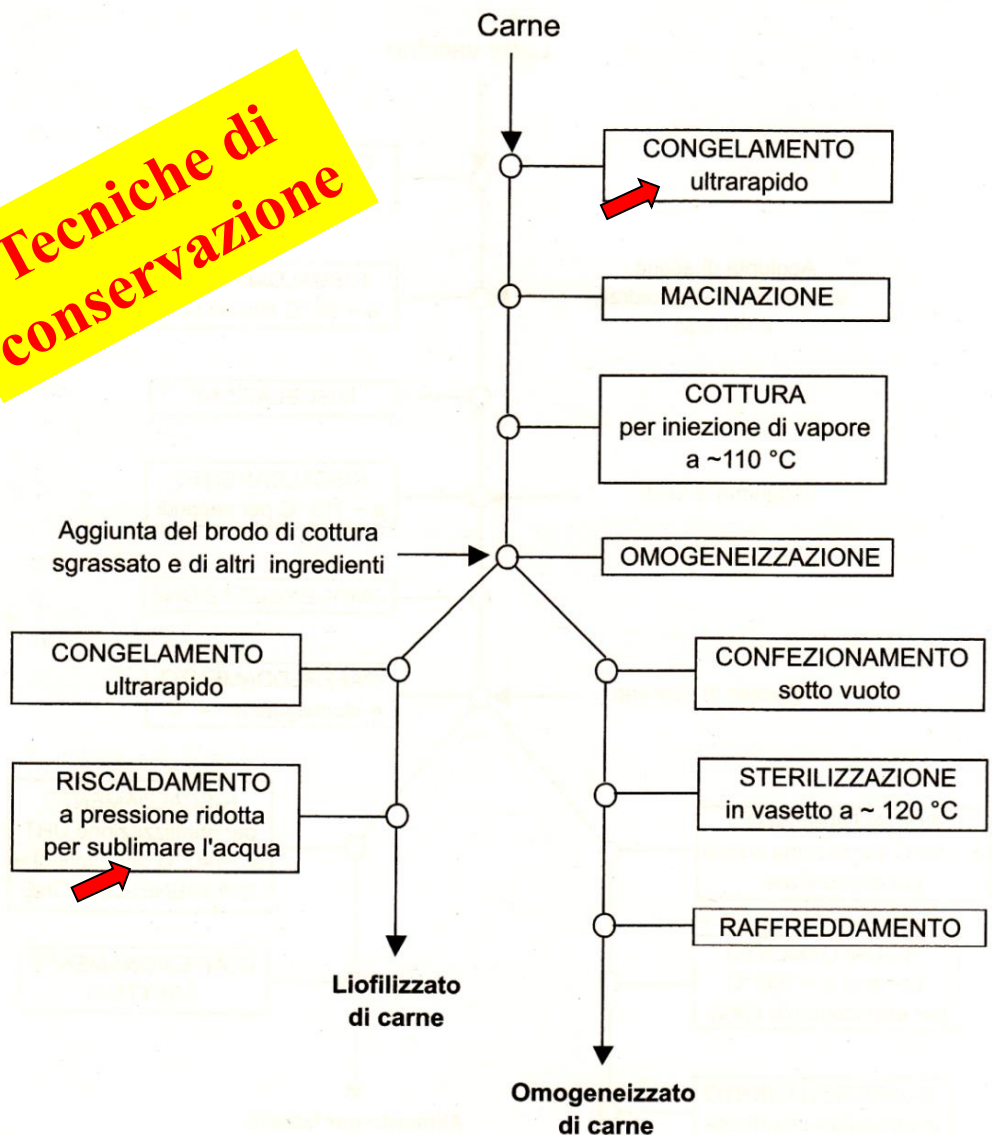 Carne
Tecniche di
conservazione
CONGELAMENTO
ultrarapido
MACINAZIONE
COTTURA
per iniezione di vapore
a ~110 °C
Aggiunta del brodo di cottura
sgrassato e di altri ingredienti
OMOGENEIZZAZIONE
CONGELAMENTO
ultrarapido
RISCALDAMENTO
a pressione ridotta
per sublimare l'acqua
Liofilizzato
di carne
CONFEZIONAMENTO
sotto vuoto
STERILIZZAZIONE
in vasetto a ~ 120 °C
RAFFREDDAMENTO
Omogeneizzato
di carne